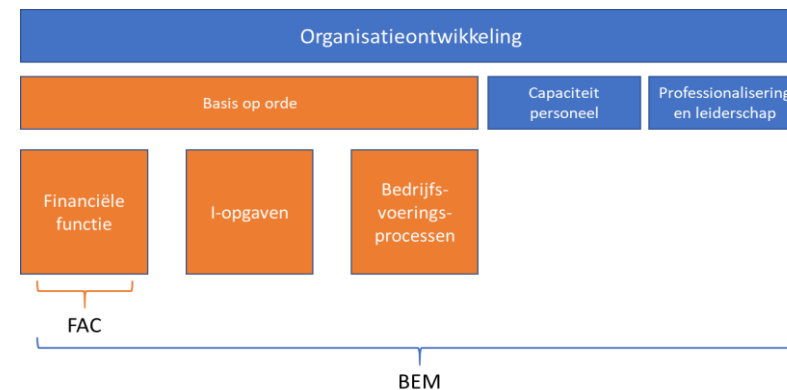 Organisatieontwikkeling
Basis op orde
Capaciteit
personeel
Professionalisering
en leiderschap
Financiële
functie
I-opgaven
Bedrijfs-
voerings-
processen
FAC
BEM